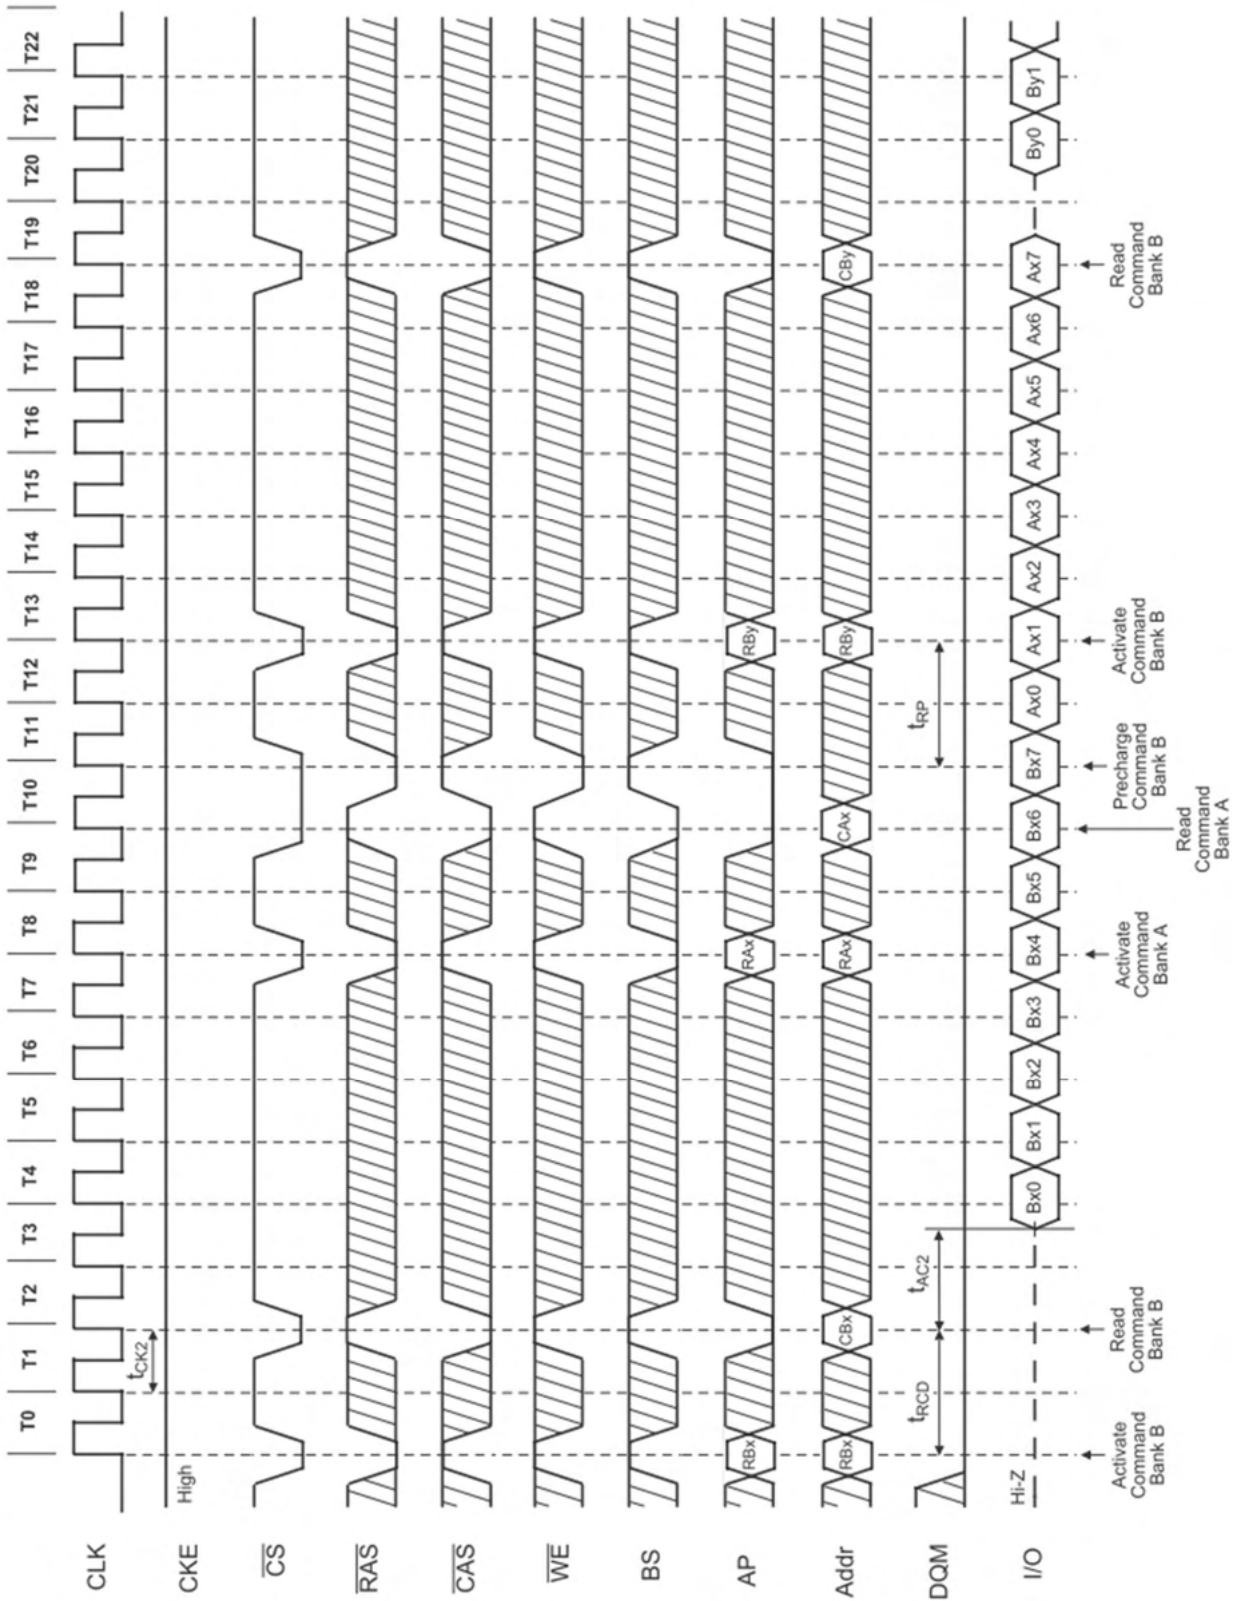 T0 T1 T2 T3 T4 T5 T6 T7 T8 T9 T10 T11 T12 T13 T14 T15 T16 T17 T18 T19 T20 T21 T22
CLK
tCK2
CKE
High
CS
RAS
CAS
WE
BS
AP
RBx RAx RBy
Addr
RBx CBx RAx CAx RBy CBy
DQM
tRCD tAC2 tRP
I/O
Hi-Z
Bx0 Bx1 Bx2 Bx3 Bx4 Bx5 Bx6 Bx7 Ax0 Ax1 Ax2 Ax3 Ax4 Ax5 Ax6 Ax7 By0 By1
Activate
Command
Bank B
Read
Command
Bank B
Activate
Command
Bank A
Read
Command
Bank A
Precharge
Command
Bank B
Activate
Command
Bank B
Read
Command
Bank B